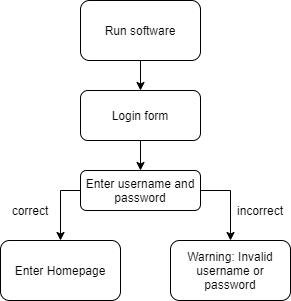 Run software
Login form
Enter username and
password
correct
incorrect
Enter Homepage
Warning: Invalid
username or
password